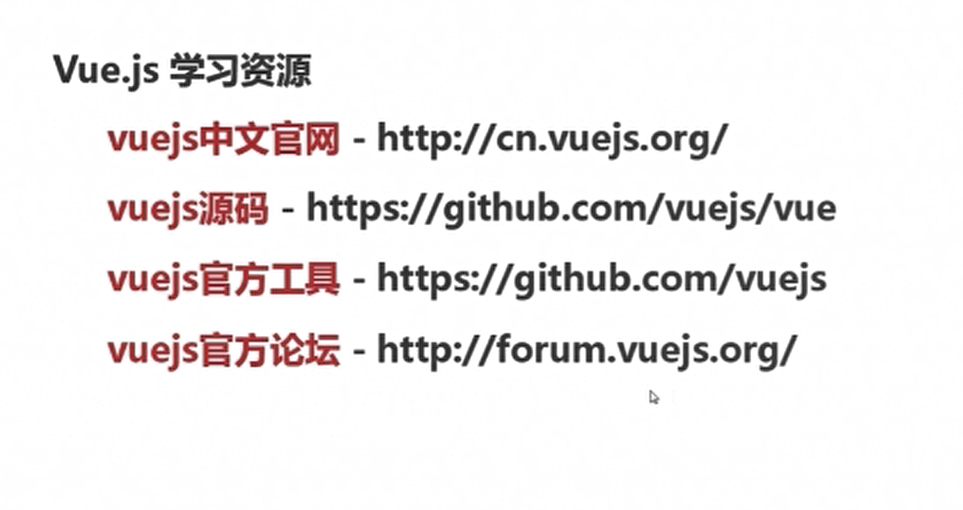 Vue.js 学习资源
vuejs中文官网 - http://cn.vuejs.org/
vuejs源码 - https://github.com/vuejs/vue
vuejs官方工具 - https://github.com/vuejs
vuejs官方论坛 - http://forum.vuejs.org/